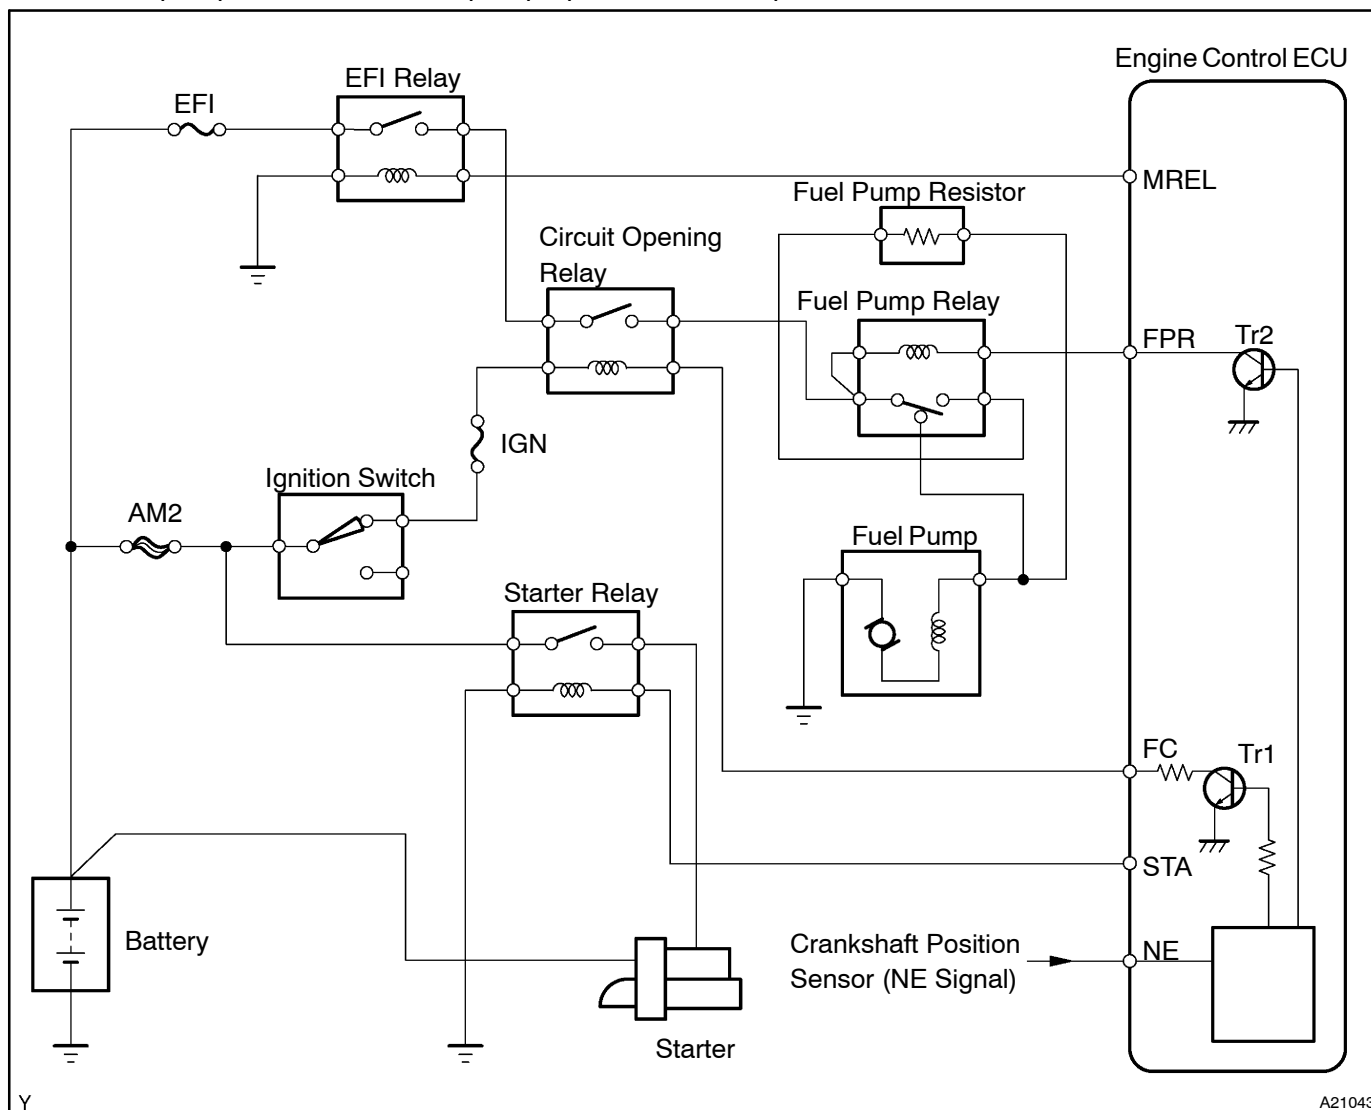 Engine Control ECU
EFI Relay
EFI
MREL
Fuel Pump Resistor
Circuit Opening
Relay
Fuel Pump Relay
FPR
Tr2
IGN
Ignition Switch
AM2
Fuel Pump
Starter Relay
FC
Tr1
STA
Battery
Crankshaft Position
Sensor (NE Signal)
NE
Starter
Y
A21043